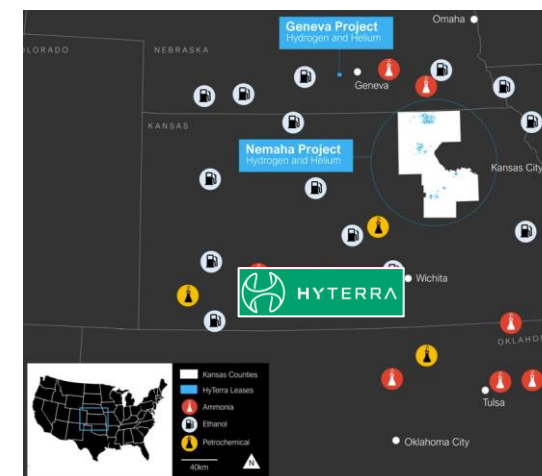 Omaha
Geneva Project
Hydrogen and Helium
OLORADO
NEBRASKA
Geneva
KANSAS
Nemaha Project
Hydrogen and Helium
Kansas City
Wichita
HYTERRA
OKLAHOM
Kansas Counties
HyTerra Leases
Ammonia
Ethanol
Petrochemical
40km
N
Tulsa
Oklahoma City